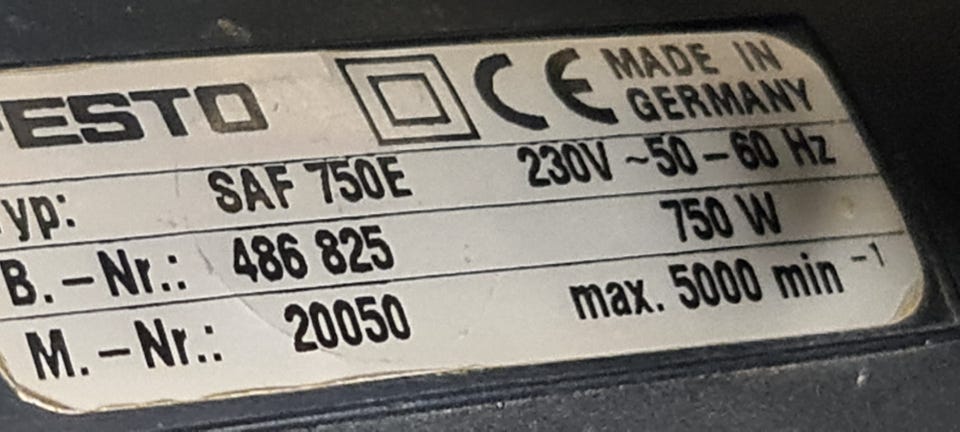 FESTO CE MADE IN
GERMANY
Typ: SAF 750E 230V ~50-60 Hz
B.-Nr.: 486 825 750 W
M.-Nr.: 20050 max. 5000 min⁻¹